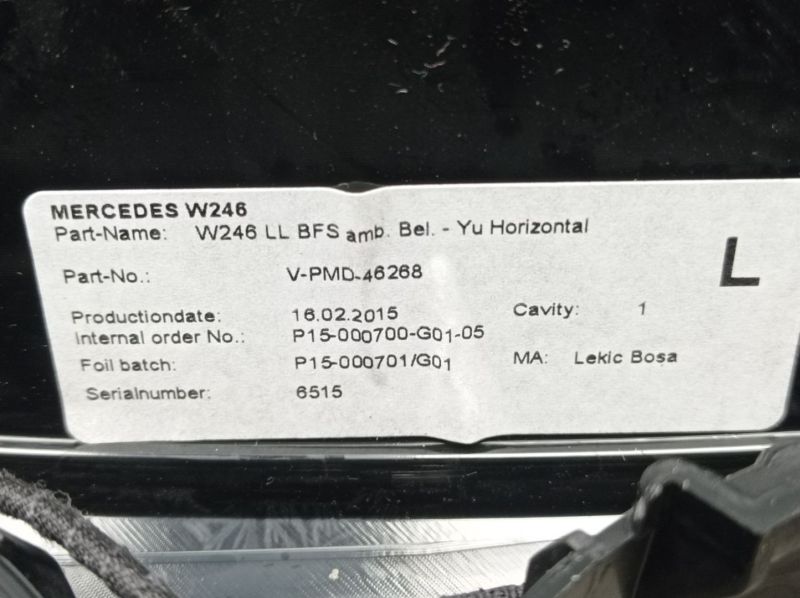 MERCEDES W246
Part-Name: W246 LL BFS amb. Bel. - Yu Horizontal
Part-No.: V-PMD-46268
L
Productiondate: 16.02.2015 Cavity: 1
Internal order No.: P15-000700-G01-05
Foil batch: P15-000701/G01 MA: Lekic Bosa
Serialnumber: 6515